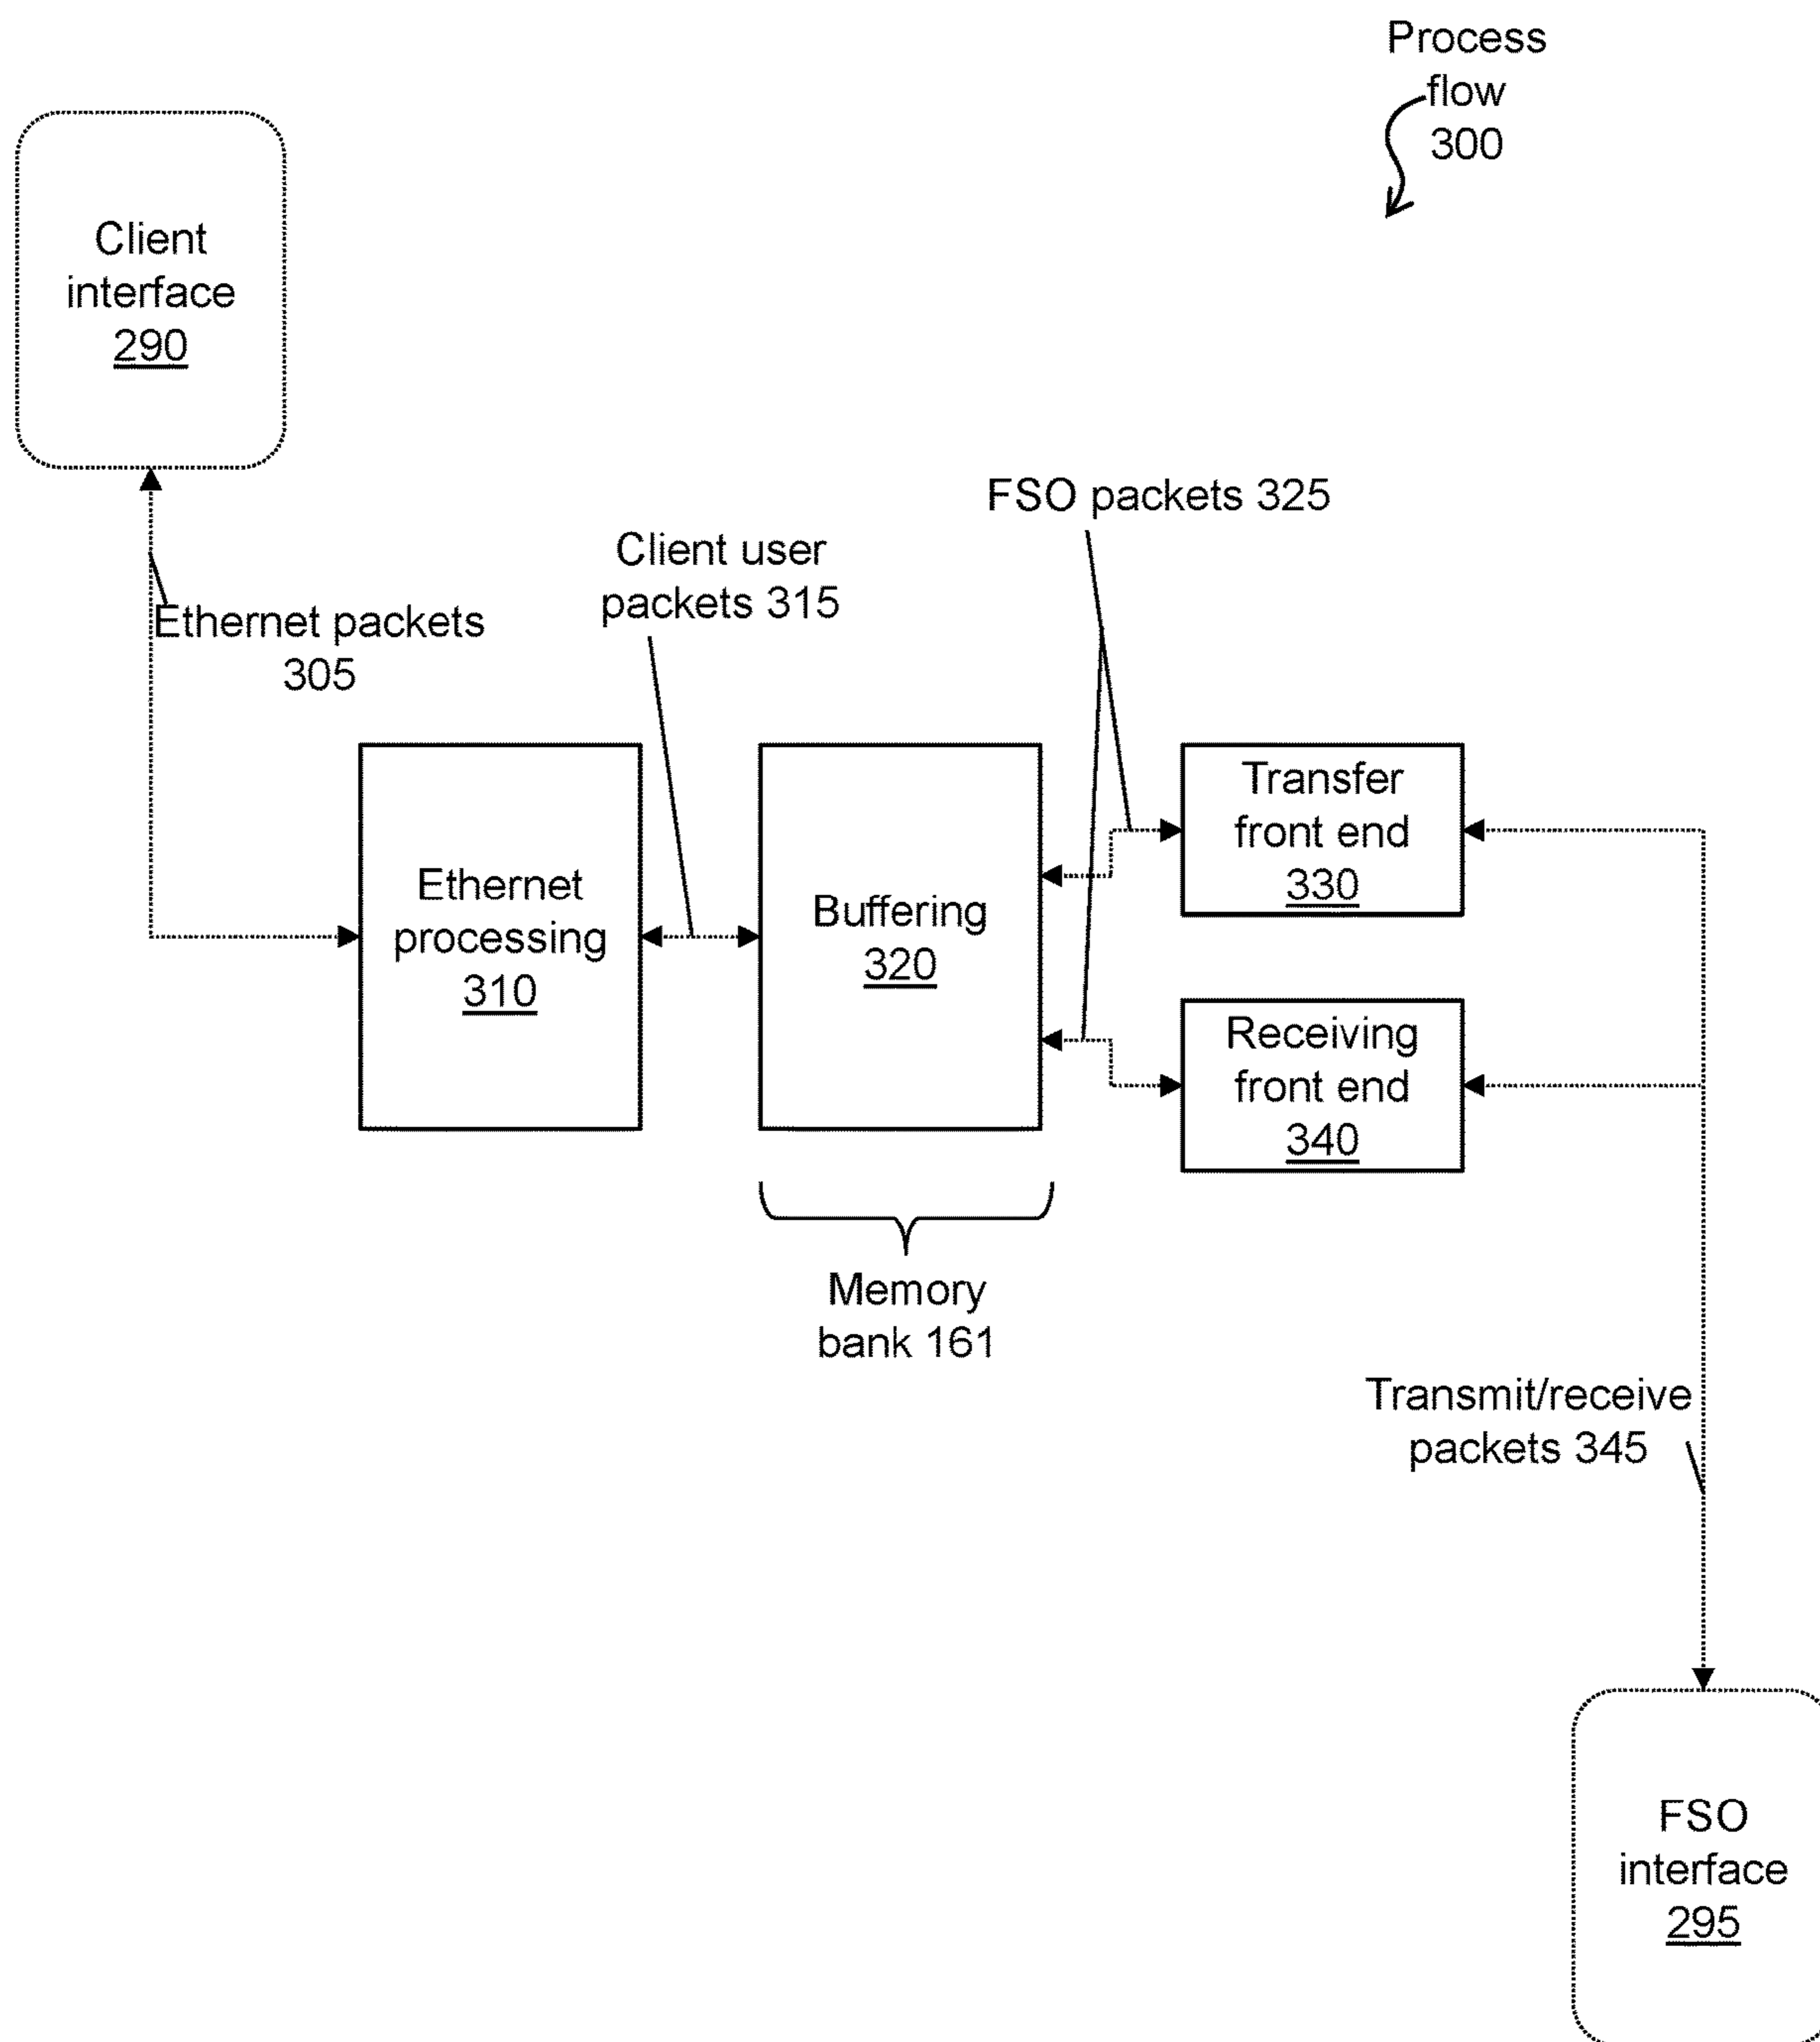 Process
flow
300
Client
interface
290
FSO packets 325
Client user
packets 315
Ethernet packets
305
Ethernet
processing
310
Buffering
320
Transfer
front end
330
Receiving
front end
340
Memory
bank 161
Transmit/receive
packets 345
FSO
interface
295